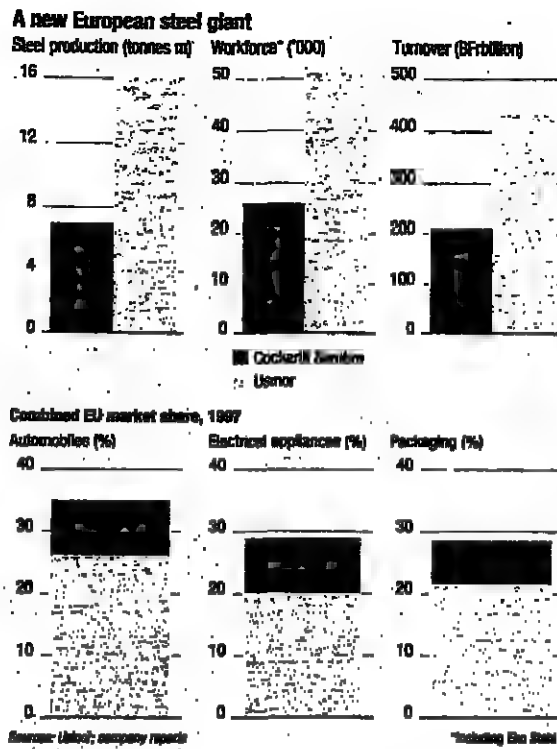 A new European steel giant
Steel production (tonnes m) Workforce* ('000) Turnover (BFrbillion)
16 50 500
12 40 400
30 300
8
20 200
4
10 100
0 0 0
Cockerill Sambre
Usinor
Combined EU market share, 1997
Automobiles (%) Electrical appliances (%) Packaging (%)
40 40 40
30 30 30
20 20 20
10 10 10
0 0 0
Sources: company reports *Including Eko Stahl